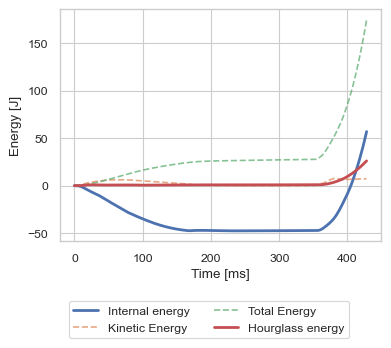 Energy [J]
150
100
50
0
−50
0 100 200 300 400
Time [ms]
Internal energy Total Energy
Kinetic Energy Hourglass energy